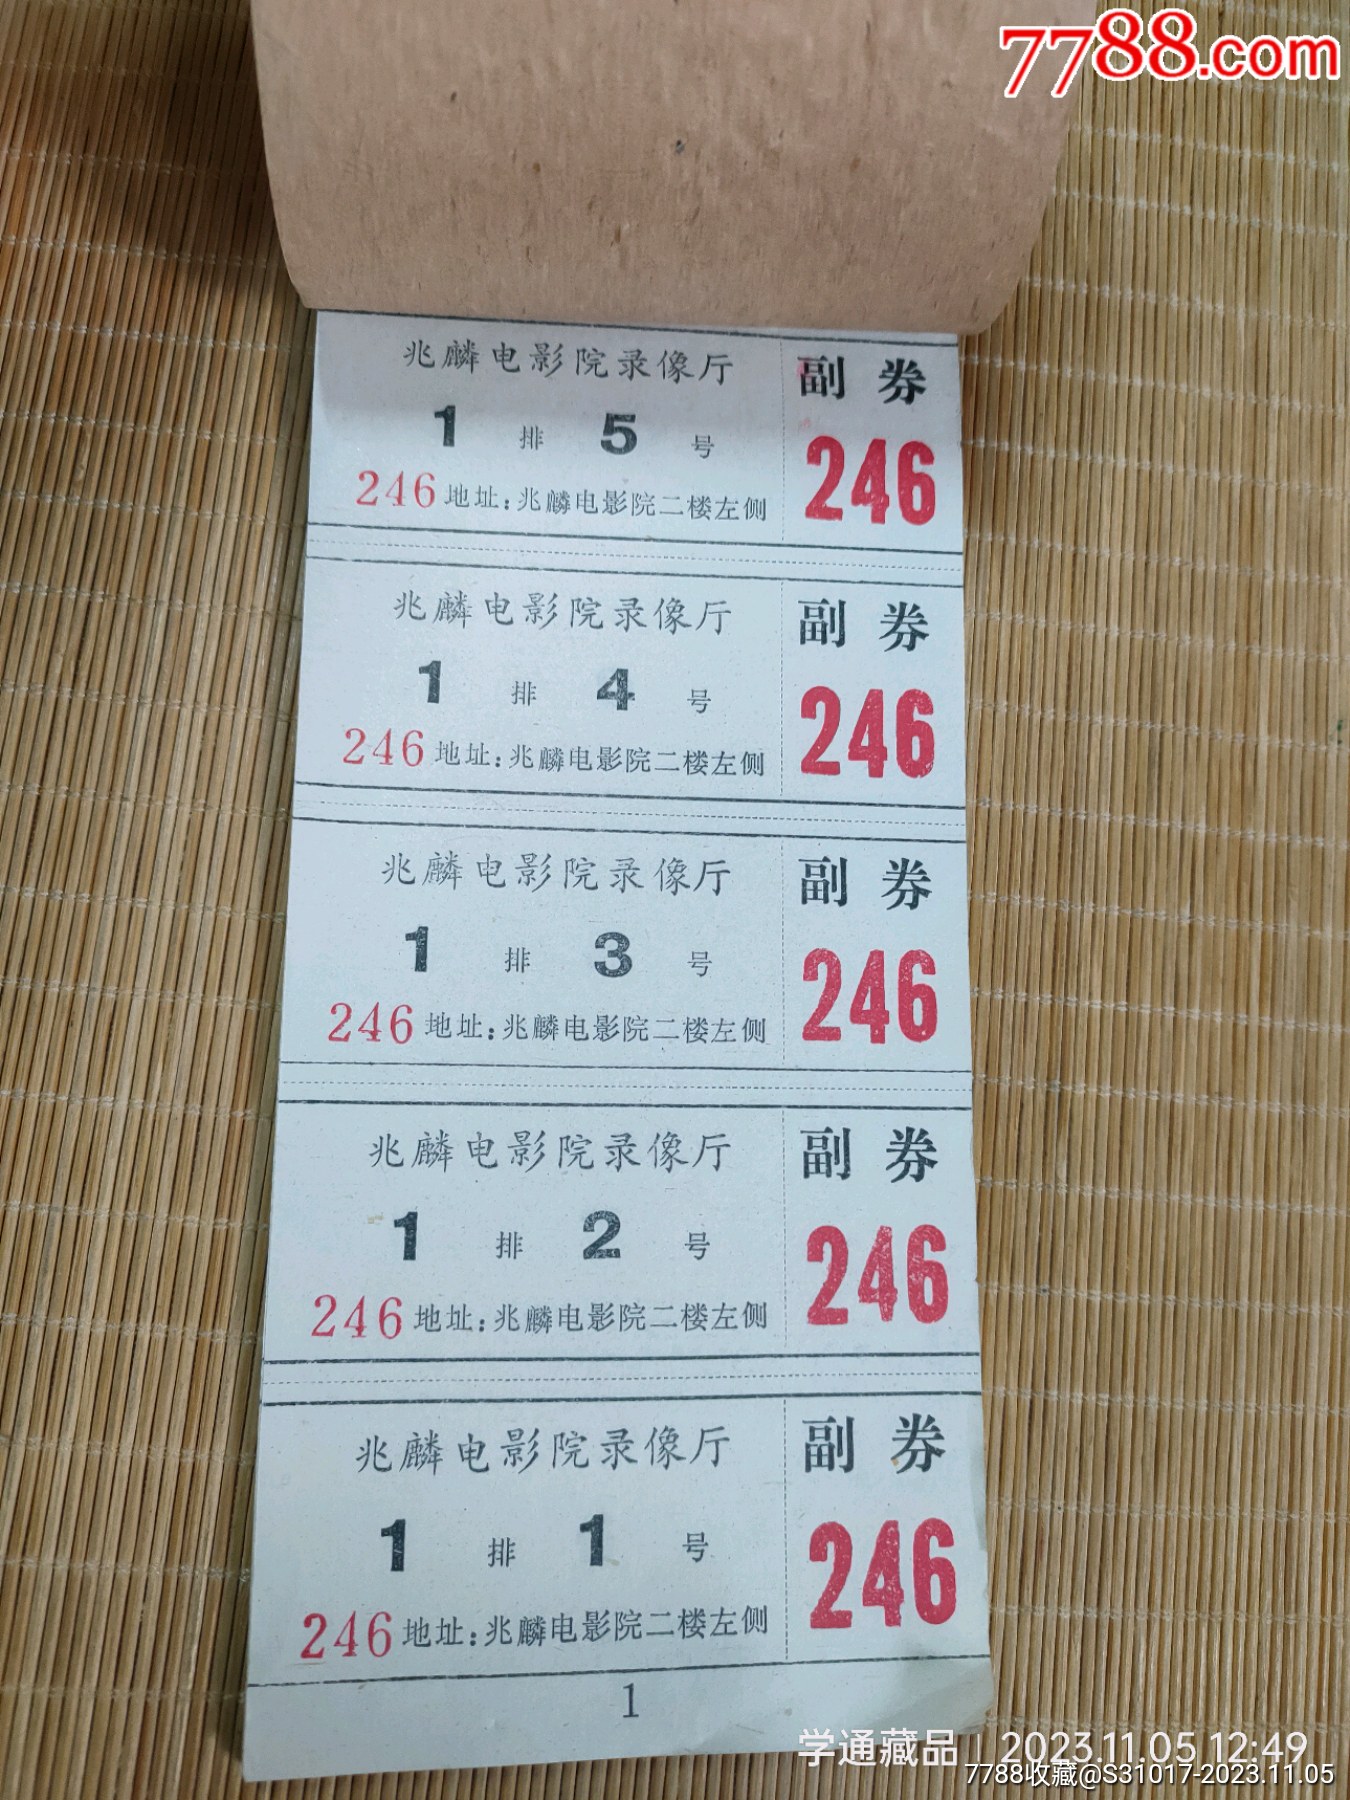 7788.com
兆麟电影院录像厅
1 排 5 号
246 地址:兆麟电影院二楼左侧
副 券
246
兆麟电影院录像厅
1 排 4 号
246 地址:兆麟电影院二楼左侧
副 券
246
兆麟电影院录像厅
1 排 3 号
246 地址:兆麟电影院二楼左侧
副 券
246
兆麟电影院录像厅
1 排 2 号
246 地址:兆麟电影院二楼左侧
副 券
246
兆麟电影院录像厅
1 排 1 号
246 地址:兆麟电影院二楼左侧
副 券
246
1
学通藏品 | 2023.11.05 12:49
7788收藏@S31017-2023.11.05